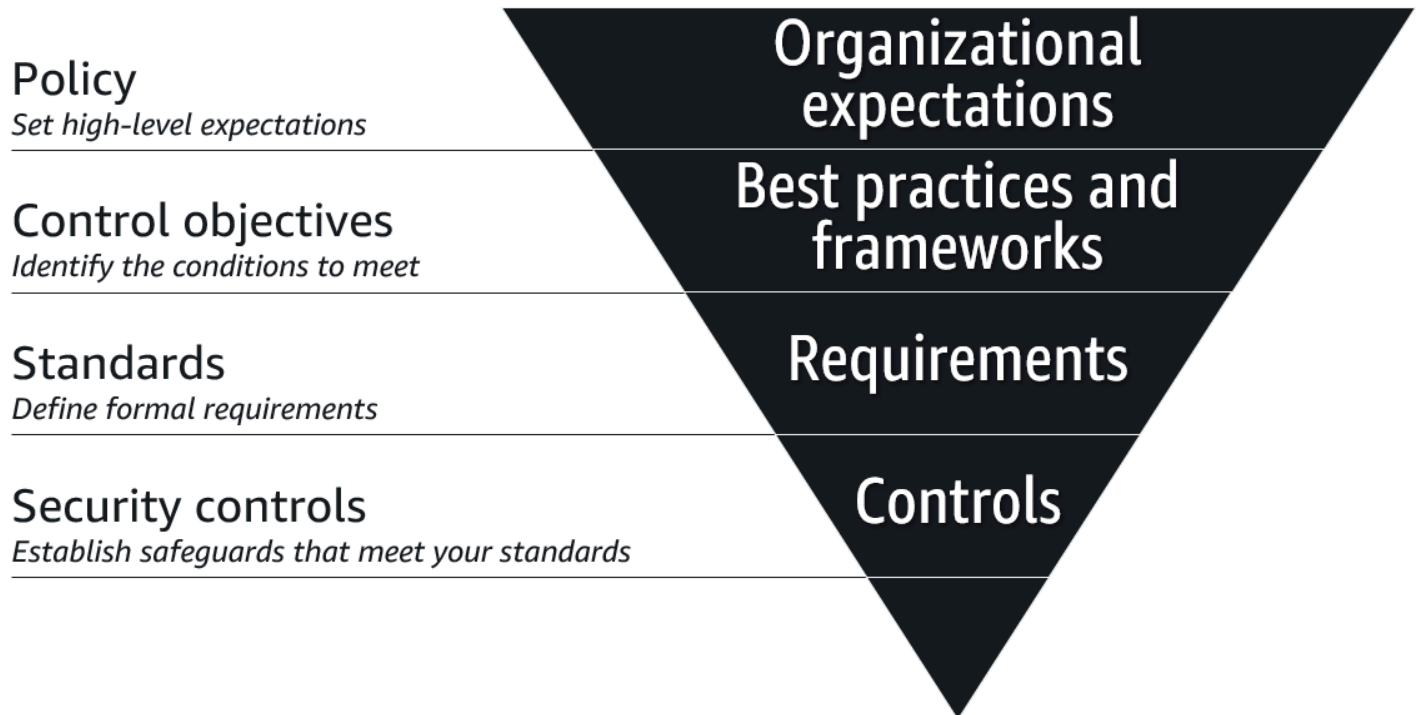 Policy
Set high-level expectations
Organizational
expectations
Control objectives
Identify the conditions to meet
Best practices and
frameworks
Standards
Define formal requirements
Requirements
Security controls
Establish safeguards that meet your standards
Controls